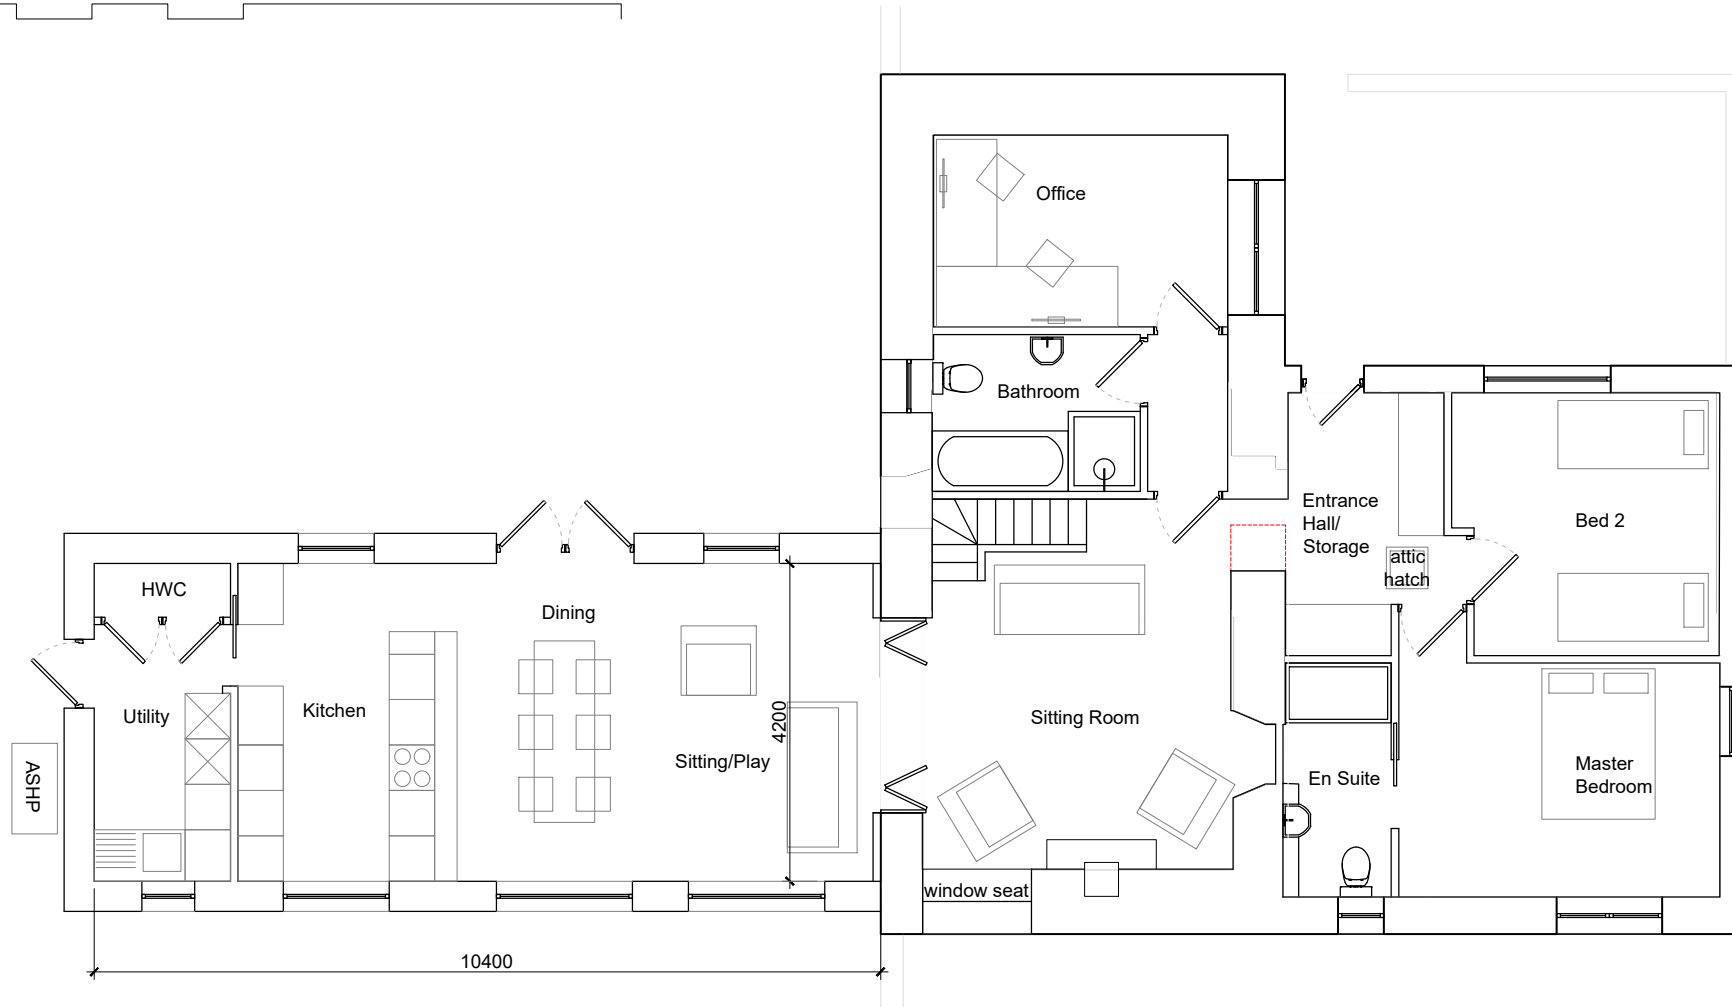 Office
Bathroom
Entrance
Hall/
Storage
Bed 2
attic
hatch
HWC
Dining
Utility
Kitchen
4200
Sitting/Play
Sitting Room
ASHP
En Suite
Master
Bedroom
window seat
10400